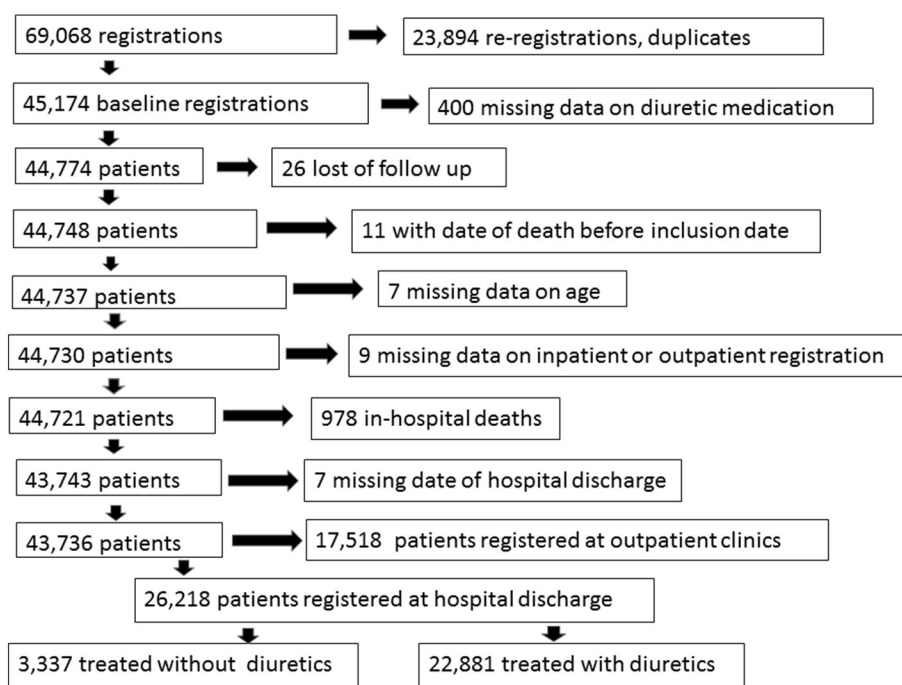 69,068 registrations
23,894 re-registrations, duplicates
45,174 baseline registrations
400 missing data on diuretic medication
44,774 patients
26 lost of follow up
44,748 patients
11 with date of death before inclusion date
44,737 patients
7 missing data on age
44,730 patients
9 missing data on inpatient or outpatient registration
44,721 patients
978 in-hospital deaths
43,743 patients
7 missing date of hospital discharge
43,736 patients
17,518 patients registered at outpatient clinics
26,218 patients registered at hospital discharge
3,337 treated without diuretics
22,881 treated with diuretics